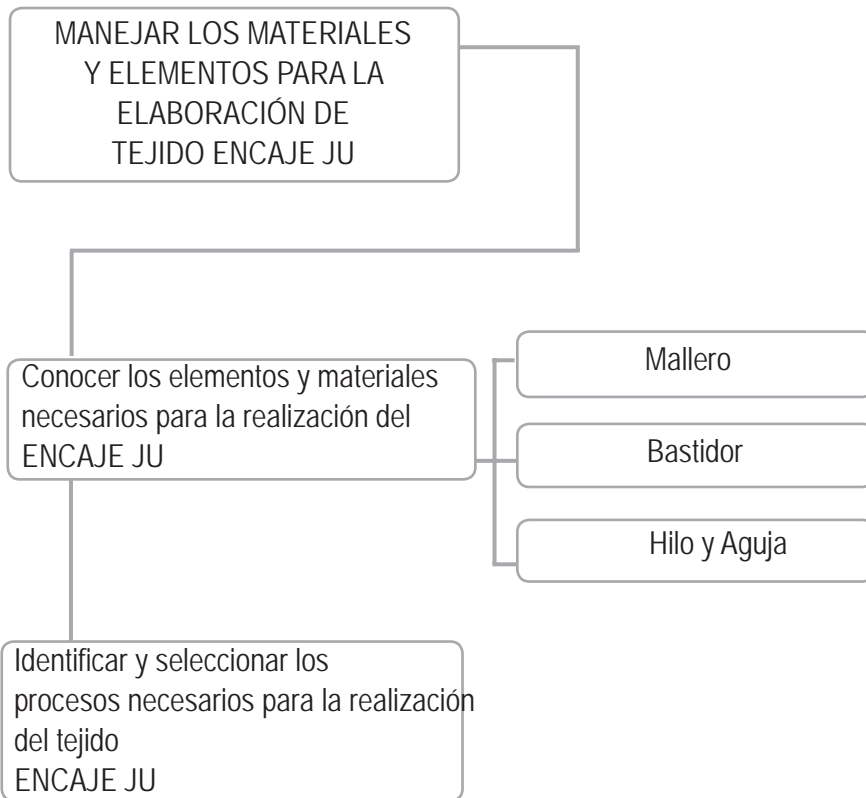 MANEJAR LOS MATERIALES
Y ELEMENTOS PARA LA
ELABORACIÓN DE
TEJIDO ENCAJE JU
Conocer los elementos y materiales
necesarios para la realización del
ENCAJE JU
Mallero
Bastidor
Hilo y Aguja
Identificar y seleccionar los
procesos necesarios para la realización
del tejido
ENCAJE JU